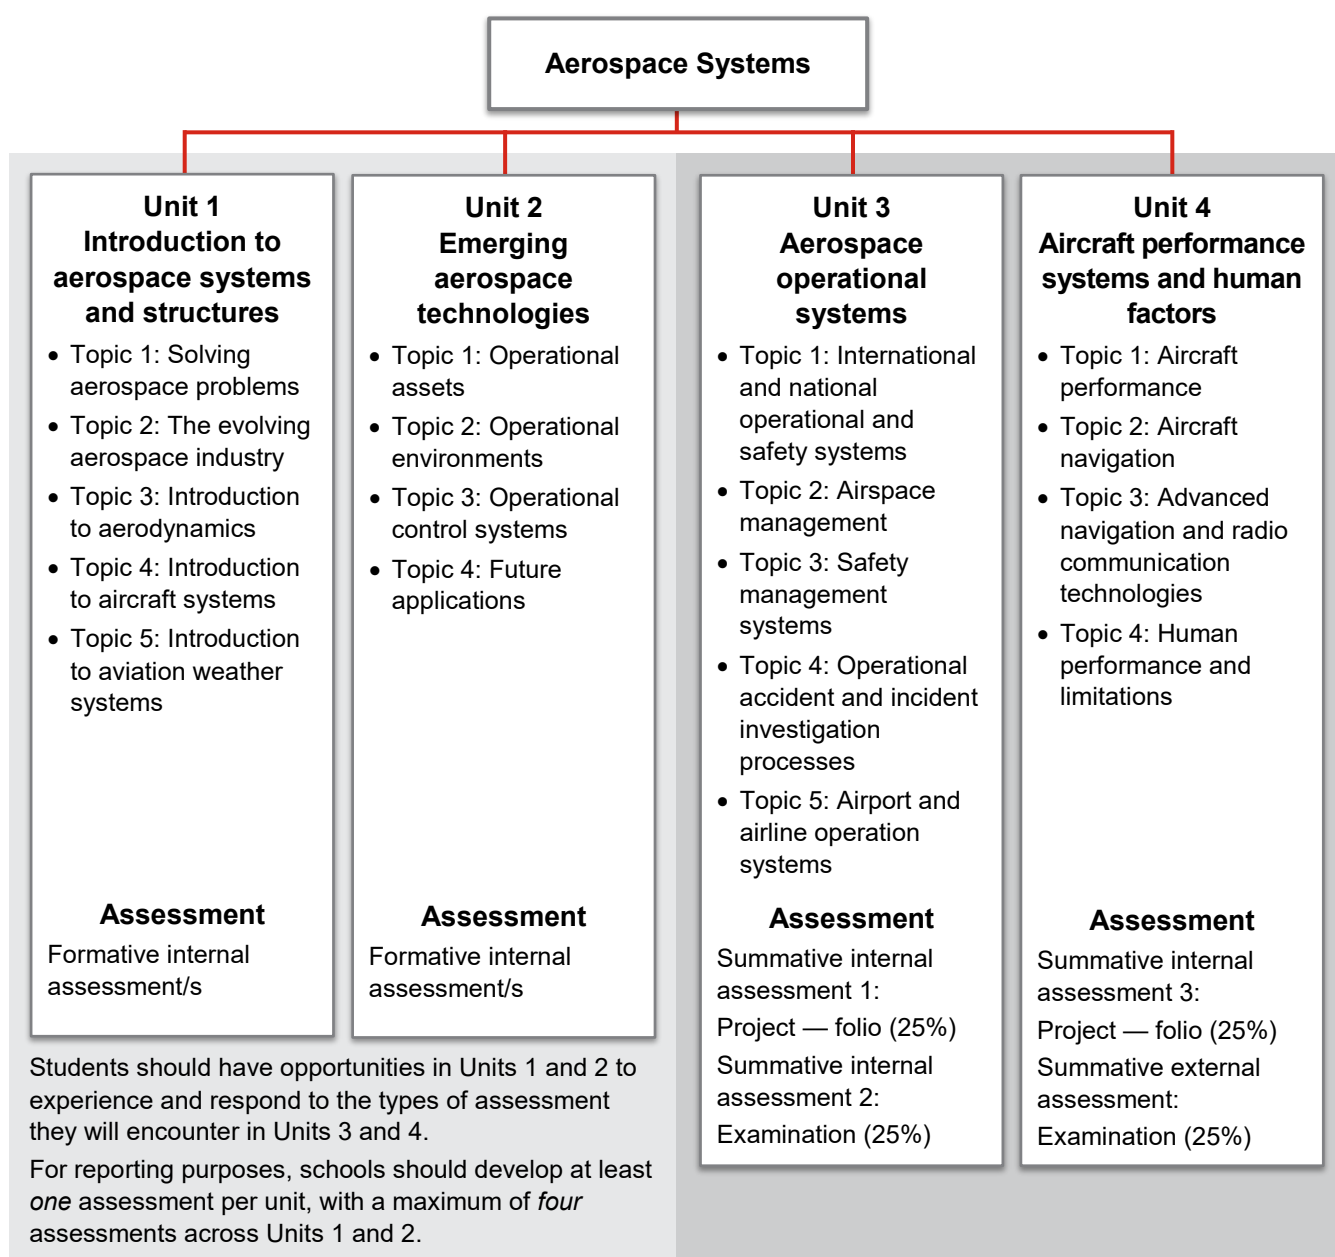 Aerospace Systems
Unit 1
Introduction to
aerospace systems
and structures
• Topic 1: Solving
aerospace problems
• Topic 2: The evolving
aerospace industry
• Topic 3: Introduction
to aerodynamics
• Topic 4: Introduction
to aircraft systems
• Topic 5: Introduction
to aviation weather
systems
Assessment
Formative internal
assessment/s
Unit 2
Emerging
aerospace
technologies
• Topic 1: Operational
assets
• Topic 2: Operational
environments
• Topic 3: Operational
control systems
• Topic 4: Future
applications
Assessment
Formative internal
assessment/s
Students should have opportunities in Units 1 and 2 to
experience and respond to the types of assessment
they will encounter in Units 3 and 4.
For reporting purposes, schools should develop at least
one assessment per unit, with a maximum of four
assessments across Units 1 and 2.
Unit 3
Aerospace
operational
systems
• Topic 1: International
and national
operational and
safety systems
• Topic 2: Airspace
management
• Topic 3: Safety
management
systems
• Topic 4: Operational
accident and incident
investigation
processes
• Topic 5: Airport and
airline operation
systems
Assessment
Summative internal
assessment 1:
Project — folio (25%)
Summative internal
assessment 2:
Examination (25%)
Unit 4
Aircraft performance
systems and human
factors
• Topic 1: Aircraft
performance
• Topic 2: Aircraft
navigation
• Topic 3: Advanced
navigation and radio
communication
technologies
• Topic 4: Human
performance and
limitations
Assessment
Summative internal
assessment 3:
Project — folio (25%)
Summative external
assessment:
Examination (25%)